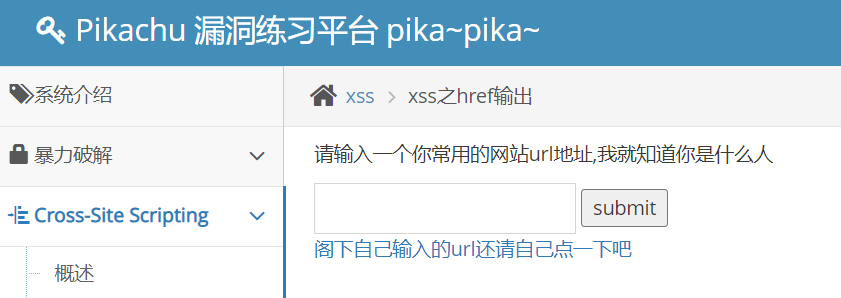 Pikachu 漏洞练习平台 pika~pika~
系统介绍
xss > xss之href输出
暴力破解
请输入一个你常用的网站url地址,我就知道你是什么人
Cross-Site Scripting
submit
阁下自己输入的url还请自己点一下吧
概述